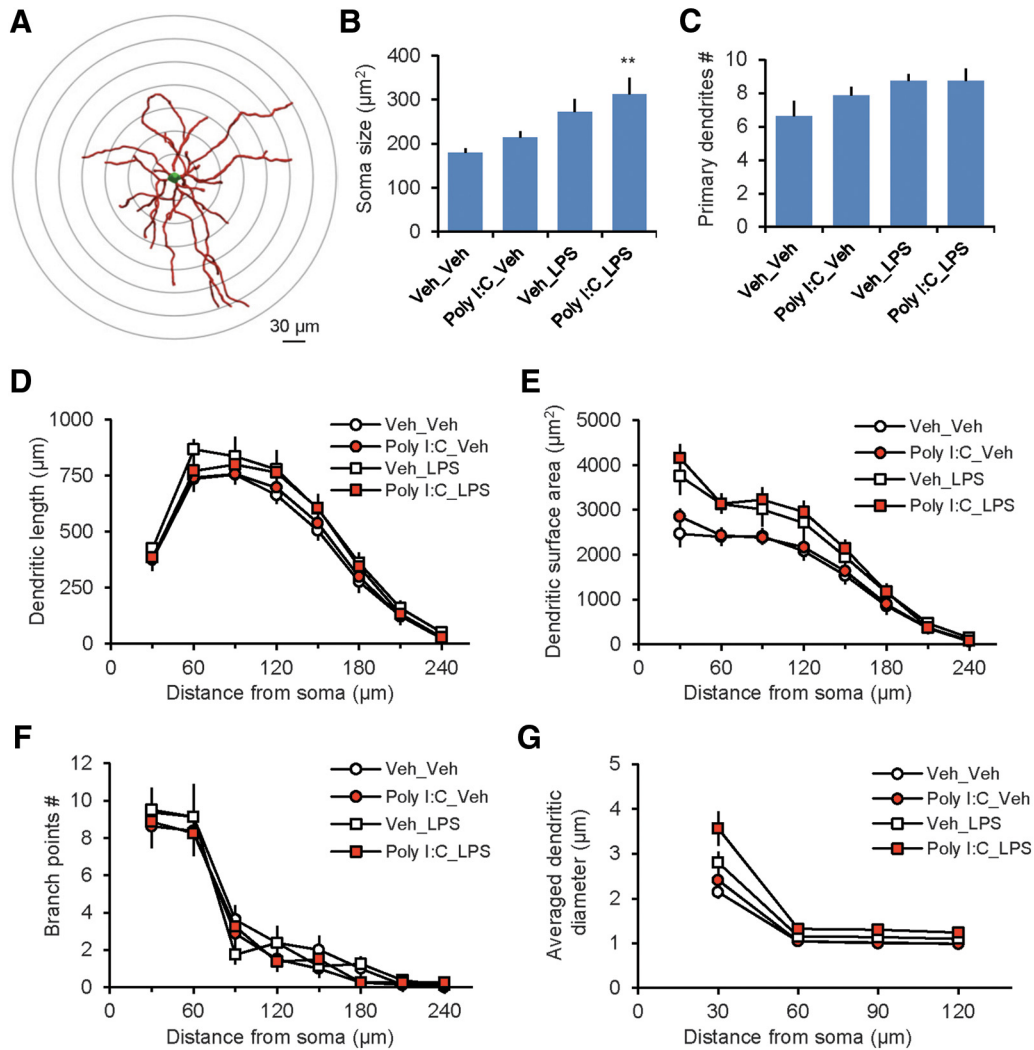 A
30 µm
B
Soma size (µm²)
400
300
200
100
0
**
Veh_Veh
Poly I:C_Veh
Veh_LPS
Poly I:C_LPS
C
Primary dendrites #
10
8
6
4
2
0
Veh_Veh
Poly I:C_Veh
Veh_LPS
Poly I:C_LPS
D
Dendritic length (µm)
1000
750
500
250
0
0 60 120 180 240
Distance from soma (µm)
Veh_Veh
Poly I:C_Veh
Veh_LPS
Poly I:C_LPS
E
Dendritic surface area (µm²)
5000
4000
3000
2000
1000
0
0 60 120 180 240
Distance from soma (µm)
Veh_Veh
Poly I:C_Veh
Veh_LPS
Poly I:C_LPS
F
Branch points #
12
10
8
6
4
2
0
0 60 120 180 240
Distance from soma (µm)
Veh_Veh
Poly I:C_Veh
Veh_LPS
Poly I:C_LPS
G
Averaged dendritic
diameter (µm)
5
4
3
2
1
0
0 30 60 90 120
Distance from soma (µm)
Veh_Veh
Poly I:C_Veh
Veh_LPS
Poly I:C_LPS